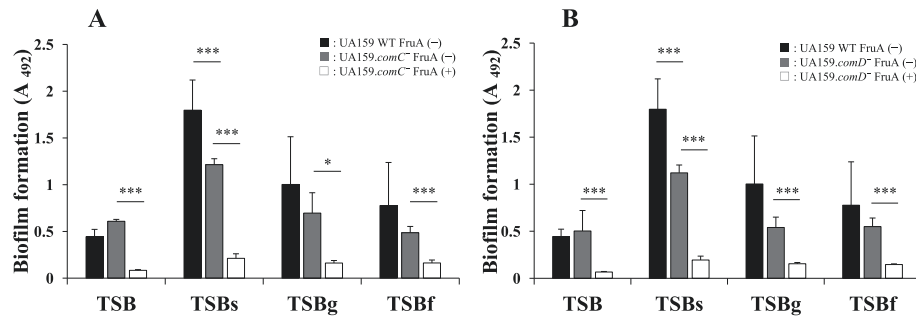 A
Biofilm formation (A 492)
2.5
2
1.5
1
0.5
0
: UA159 WT FruA (−)
: UA159.comC⁻ FruA (−)
: UA159.comC⁻ FruA (+)
***
***
***
*
***
TSB TSBs TSBg TSBf
B
Biofilm formation (A 492)
2.5
2
1.5
1
0.5
0
: UA159 WT FruA (−)
: UA159.comD⁻ FruA (−)
: UA159.comD⁻ FruA (+)
***
***
***
***
***
TSB TSBs TSBg TSBf